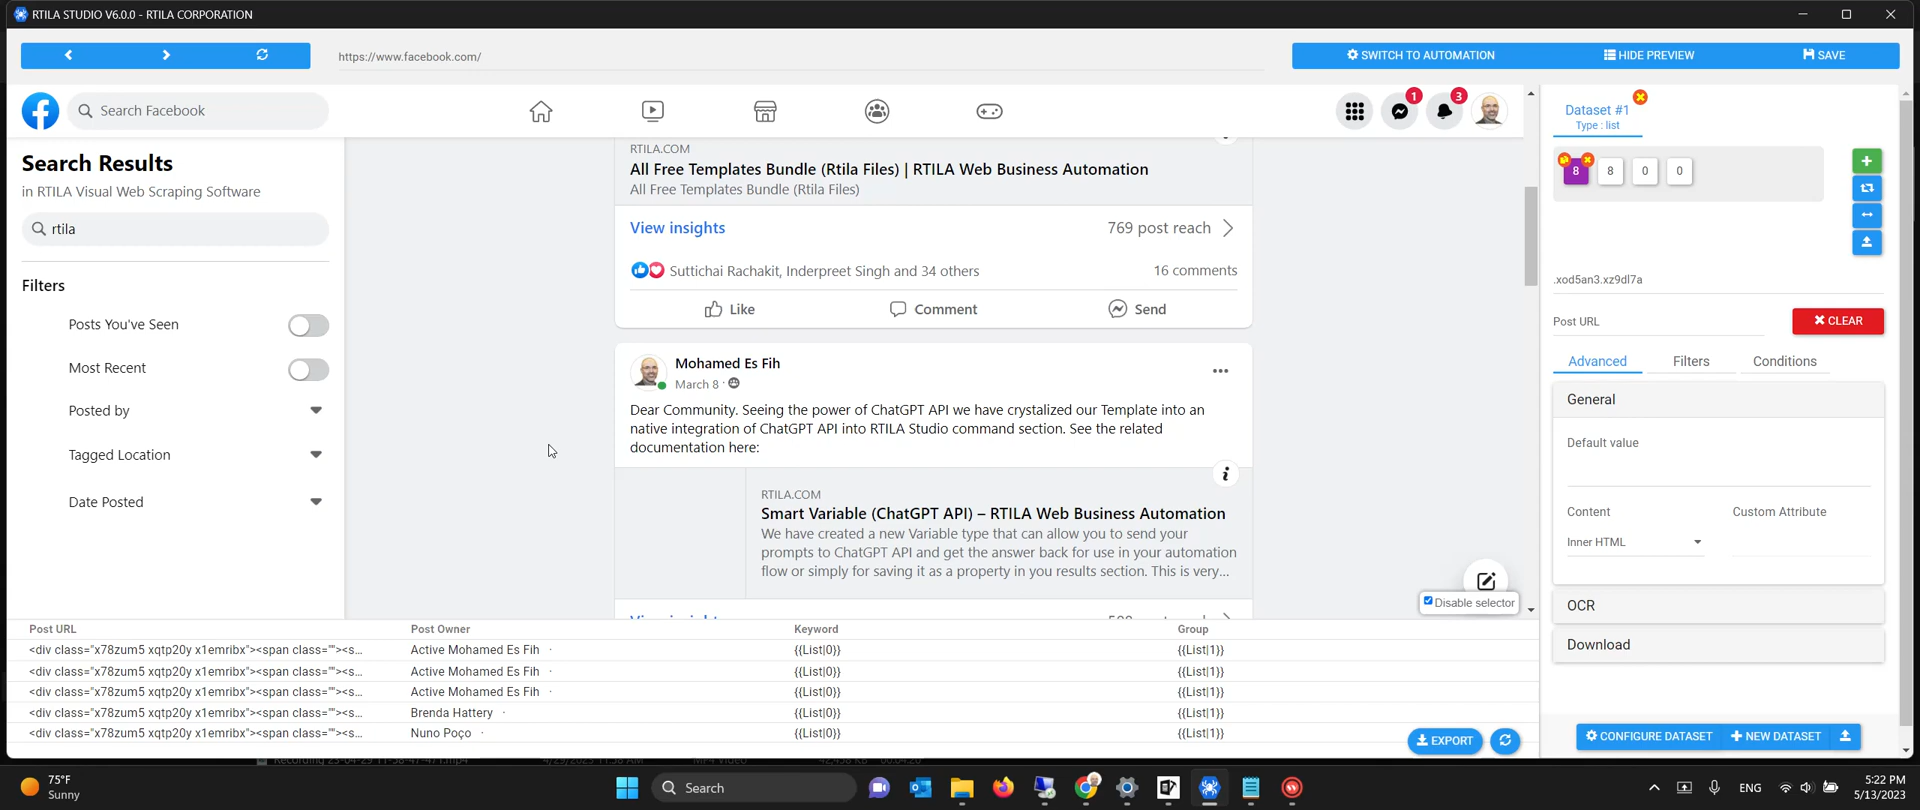 RTILA STUDIO V6.0.0 - RTILA CORPORATION
https://www.facebook.com/
SWITCH TO AUTOMATION
HIDE PREVIEW
SAVE
Search Facebook
1
3
Search Results
in RTILA Visual Web Scraping Software
rtila
Filters
Posts You've Seen
Most Recent
Posted by
Tagged Location
Date Posted
RTILA.COM
All Free Templates Bundle (Rtila Files) | RTILA Web Business Automation
All Free Templates Bundle (Rtila Files)
View insights
769 post reach
Suttichai Rachakit, Inderpreet Singh and 34 others
16 comments
Like
Comment
Send
Mohamed Es Fih
March 8 ·
Dear Community. Seeing the power of ChatGPT API we have crystalized our Template into an
native integration of ChatGPT API into RTILA Studio command section. See the related
documentation here:
RTILA.COM
Smart Variable (ChatGPT API) – RTILA Web Business Automation
We have created a new Variable type that can allow you to send your
prompts to ChatGPT API and get the answer back for use in your automation
flow or simply for saving it as a property in you results section. This is very...
Disable selector
Dataset #1
Type : list
8
8
0
0
.xod5an3.xz9dl7a
Post URL
CLEAR
Advanced
Filters
Conditions
General
Default value
Content
Custom Attribute
Inner HTML
OCR
Download
CONFIGURE DATASET
NEW DATASET
Post URL Post Owner Keyword Group
<div class="x78zum5 xqtp20y x1emribx"><span class=""><s... Active Mohamed Es Fih · {{List|0}} {{List|1}}
<div class="x78zum5 xqtp20y x1emribx"><span class=""><s... Active Mohamed Es Fih · {{List|0}} {{List|1}}
<div class="x78zum5 xqtp20y x1emribx"><span class=""><s... Active Mohamed Es Fih · {{List|0}} {{List|1}}
<div class="x78zum5 xqtp20y x1emribx"><span class=""><s... Brenda Hattery · {{List|0}} {{List|1}}
<div class="x78zum5 xqtp20y x1emribx"><span class=""><s... Nuno Poço · {{List|0}} {{List|1}}
EXPORT
75°F
Sunny
Search
ENG
5:22 PM
5/13/2023